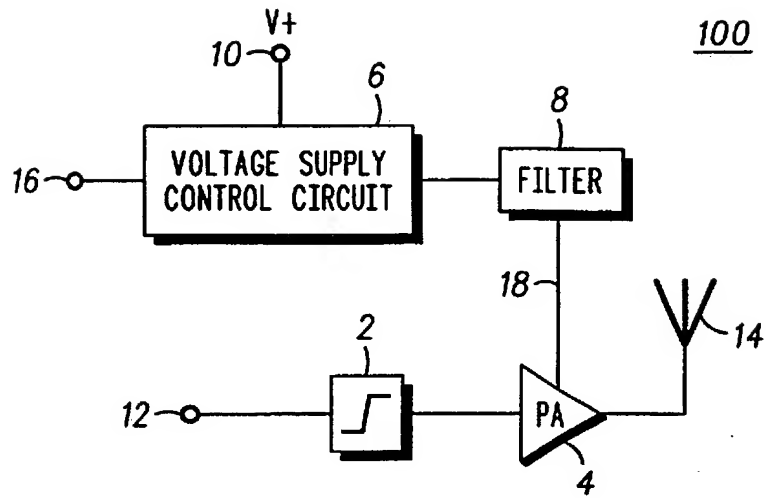 V+
100
10
6
8
VOLTAGE SUPPLY
CONTROL CIRCUIT
FILTER
16
18
14
2
12
PA
4